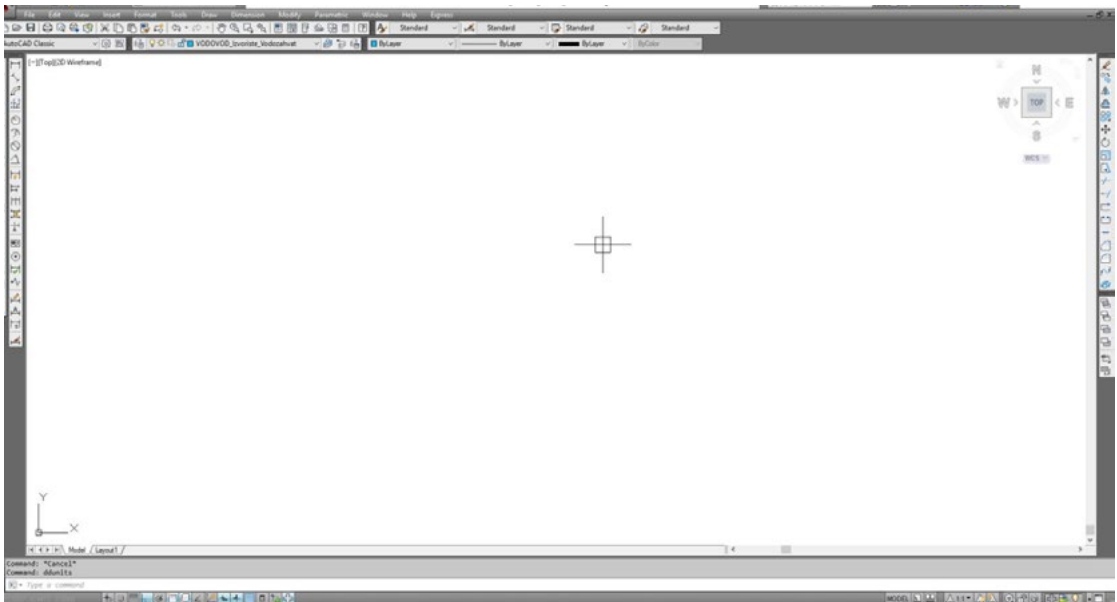 File Edit View Insert Format Tools Draw Dimension Modify Parametric Window Help Express
Standard Standard Standard Standard
AutoCAD Classic VODOVOD_Izvoriste_Vodozahvat ByLayer ByLayer ByLayer ByColor
[-][Top][2D Wireframe]
N
W TOP E
S
WCS
Y
X
Model Layout1
Command: *Cancel*
Command: ddunits
Type a command
MODEL 1:1